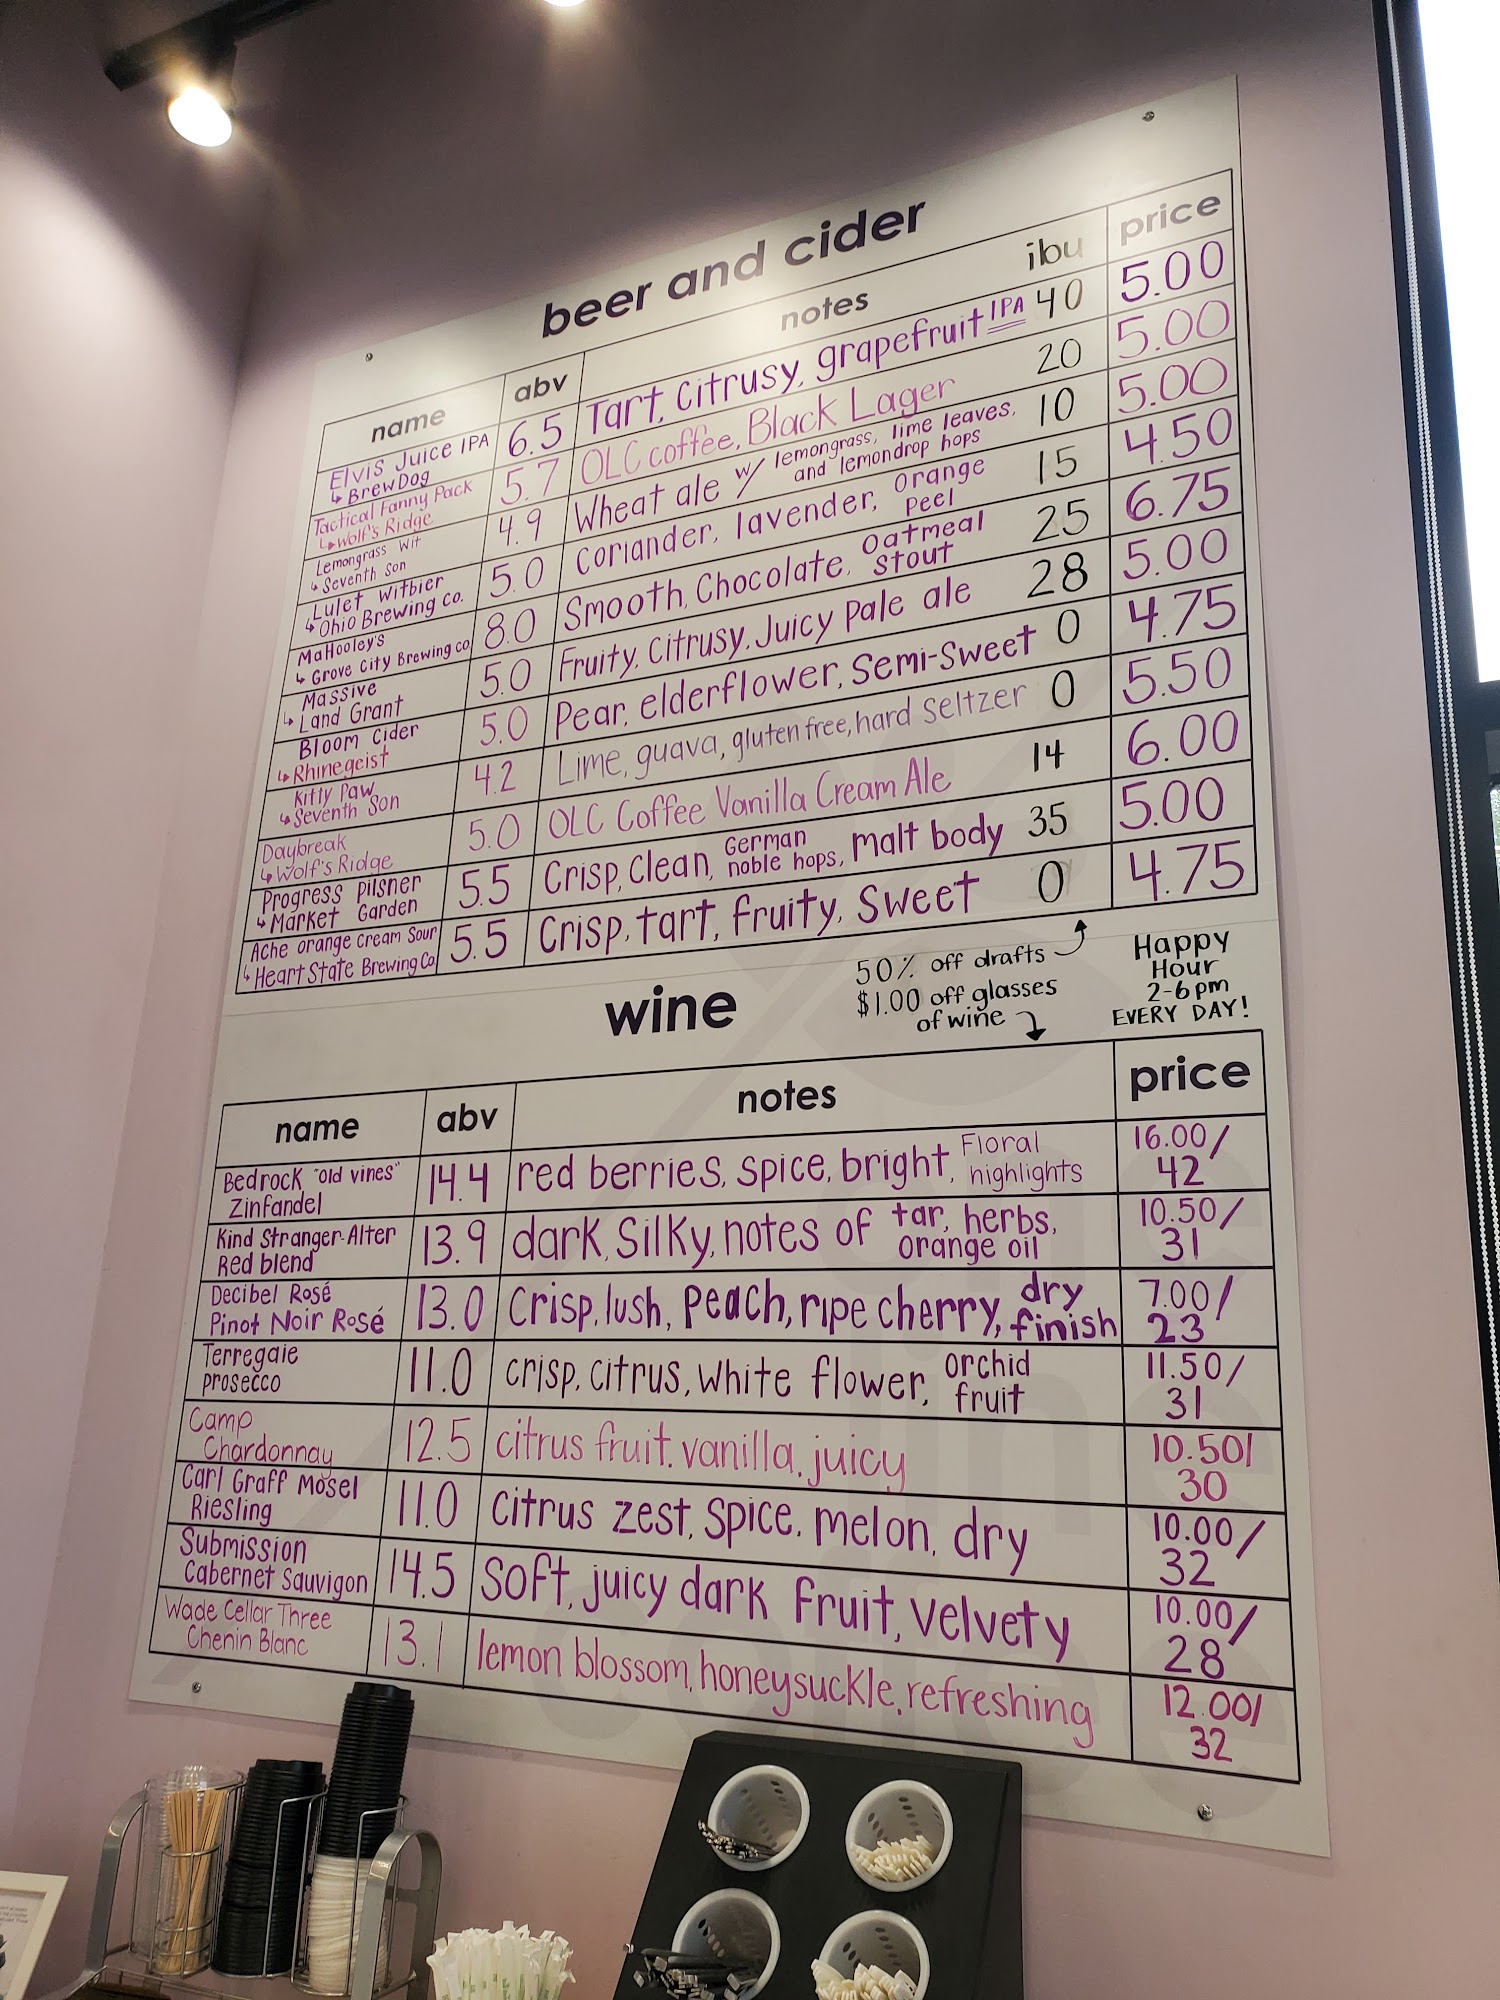 beer and cider
name abv notes ibu price
Elvis Juice IPA
↳ BrewDog 6.5 Tart, Citrusy, grapefruit IPA 40 5.00
Tactical Fanny Pack
↳ Wolf's Ridge 5.7 OLC coffee, Black Lager 20 5.00
Lemongrass Wit
↳ Seventh Son 4.9 Wheat ale w/ lemongrass, lime leaves, and lemondrop hops 10 5.00
Lulet Witbier
↳ Ohio Brewing Co. 5.0 Coriander, lavender, orange peel 15 4.50
MaHooley's
↳ Grove City Brewing co 8.0 Smooth, Chocolate, Oatmeal Stout 25 6.75
Massive
↳ Land Grant 5.0 Fruity, Citrusy, Juicy pale ale 28 5.00
Bloom Cider
↳ Rhinegeist 5.0 Pear, elderflower, Semi-Sweet 0 4.75
Kitty Paw
↳ Seventh Son 4.2 Lime, guava, gluten free, hard Seltzer 0 5.50
Daybreak
↳ Wolf's Ridge 5.0 OLC Coffee Vanilla Cream Ale 14 6.00
Progress Pilsner
↳ Market Garden 5.5 Crisp, Clean, German noble hops, malt body 35 5.00
Ache orange Cream Sour
↳ Heart State Brewing Co. 5.5 Crisp, tart, fruity, Sweet 0 4.75
50% off drafts
$1.00 off glasses
of wine
Happy
Hour
2-6pm
EVERY DAY!
wine
name abv notes price
Bedrock "old vines"
Zinfandel 14.4 red berries, spice, bright, Floral highlights 16.00/42
Kind Stranger-Alter
Red blend 13.9 dark, Silky, notes of tar, herbs, orange oil 10.50/31
Decibel Rosé
Pinot Noir Rosé 13.0 Crisp, lush, Peach, ripe cherry, dry finish 7.00/23
Terregaie
prosecco 11.0 crisp, citrus, white flower, orchid fruit 11.50/31
Camp
Chardonnay 12.5 citrus fruit, vanilla, juicy 10.50/30
Carl Graff Mosel
Riesling 11.0 citrus zest, spice, melon, dry 10.00/32
Submission
Cabernet Sauvigon 14.5 Soft, juicy dark fruit, velvety 10.00/28
Wade Cellar Three
Chenin Blanc 13.1 lemon blossom, honeysuckle, refreshing 12.00/32